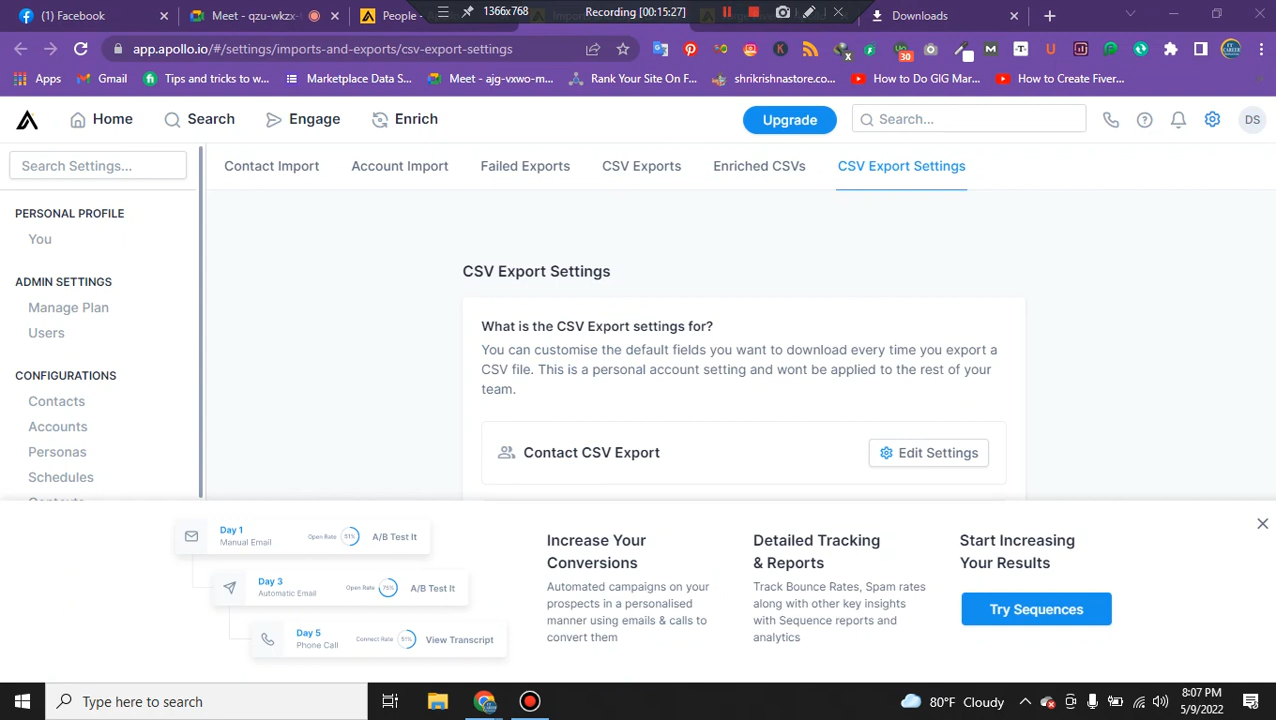 Facebook
Meet - qzu-wkz
People -
1366x768
Recording [00:15:27]
Downloads
app.apollo.io/#/settings/imports-and-exports/csv-export-settings
30
Apps
Gmail
Tips and tricks to w...
Marketplace Data S...
Meet - ajg-vxwo-m...
Rank Your Site On F...
shrikrishnastore.co...
How to Do GIG Mar...
How to Create Fiver...
Home
Search
Engage
Enrich
Upgrade
Search...
DS
Search Settings...
Contact Import
Account Import
Failed Exports
CSV Exports
Enriched CSVs
CSV Export Settings
PERSONAL PROFILE
You
ADMIN SETTINGS
Manage Plan
Users
CONFIGURATIONS
Contacts
Accounts
Personas
Schedules
CSV Export Settings
What is the CSV Export settings for?
You can customise the default fields you want to download every time you export a
CSV file. This is a personal account setting and wont be applied to the rest of your
team.
Contact CSV Export
Edit Settings
Day 1
Manual Email
Open Rate
51%
A/B Test It
Day 3
Automatic Email
Open Rate
75%
A/B Test It
Day 5
Phone Call
Connect Rate
51%
View Transcript
Increase Your
Conversions
Automated campaigns on your
prospects in a personalised
manner using emails & calls to
convert them
Detailed Tracking
& Reports
Track Bounce Rates, Spam rates
along with other key insights
with Sequence reports and
analytics
Start Increasing
Your Results
Try Sequences
Type here to search
80°F Cloudy
8:07 PM
5/9/2022